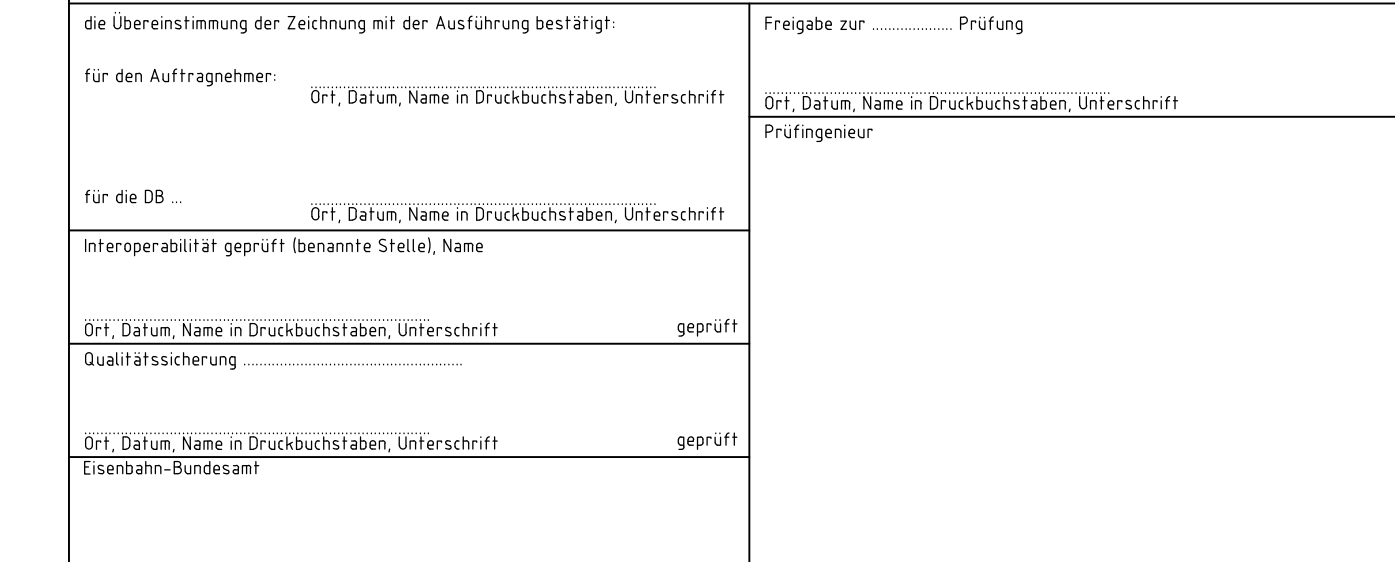 die Übereinstimmung der Zeichnung mit der Ausführung bestätigt:
für den Auftragnehmer:
......................................................................................
Ort, Datum, Name in Druckbuchstaben, Unterschrift
für die DB ...
......................................................................................
Ort, Datum, Name in Druckbuchstaben, Unterschrift
Interoperabilität geprüft (benannte Stelle), Name
......................................................................................
Ort, Datum, Name in Druckbuchstaben, Unterschrift geprüft
Qualitätssicherung ......................................................
......................................................................................
Ort, Datum, Name in Druckbuchstaben, Unterschrift geprüft
Eisenbahn-Bundesamt
Freigabe zur .................... Prüfung
......................................................................................
Ort, Datum, Name in Druckbuchstaben, Unterschrift
Prüfingenieur